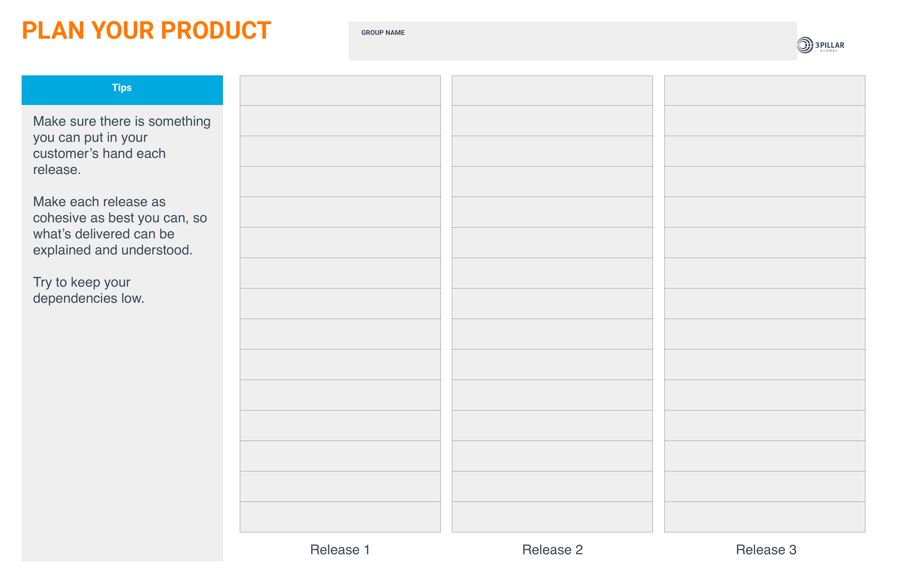 PLAN YOUR PRODUCT
GROUP NAME
3PILLAR
GLOBAL
Tips
Make sure there is something
you can put in your
customer’s hand each
release.
Make each release as
cohesive as best you can, so
what’s delivered can be
explained and understood.
Try to keep your
dependencies low.
Release 1
Release 2
Release 3